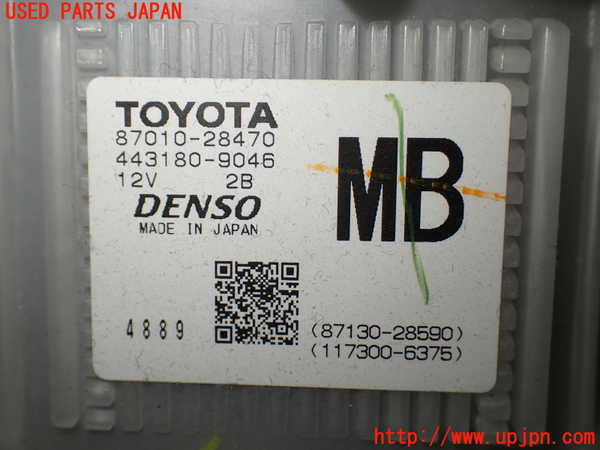 USED PARTS JAPAN
TOYOTA
87010-28470
443180-9046
12V 2B
DENSO
MADE IN JAPAN
MB
4889
(87130-28590)
(117300-6375)
http://www.upjpn.com/